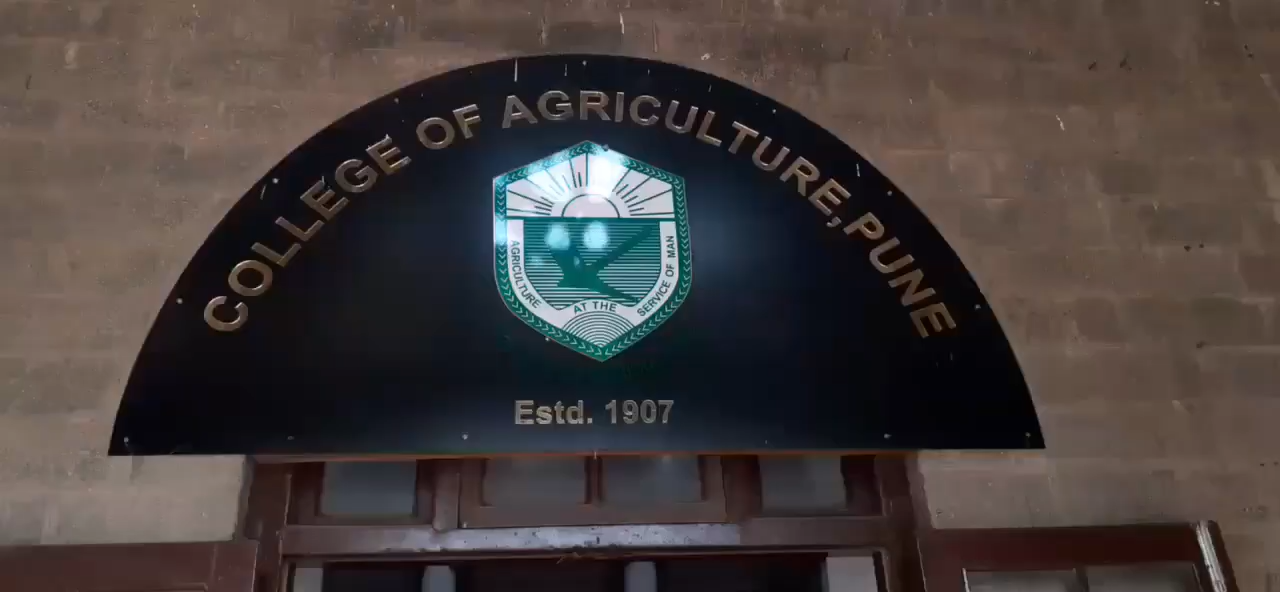 COLLEGE OF AGRICULTURE, PUNE
AGRICULTURE AT THE SERVICE OF MAN
Estd. 1907